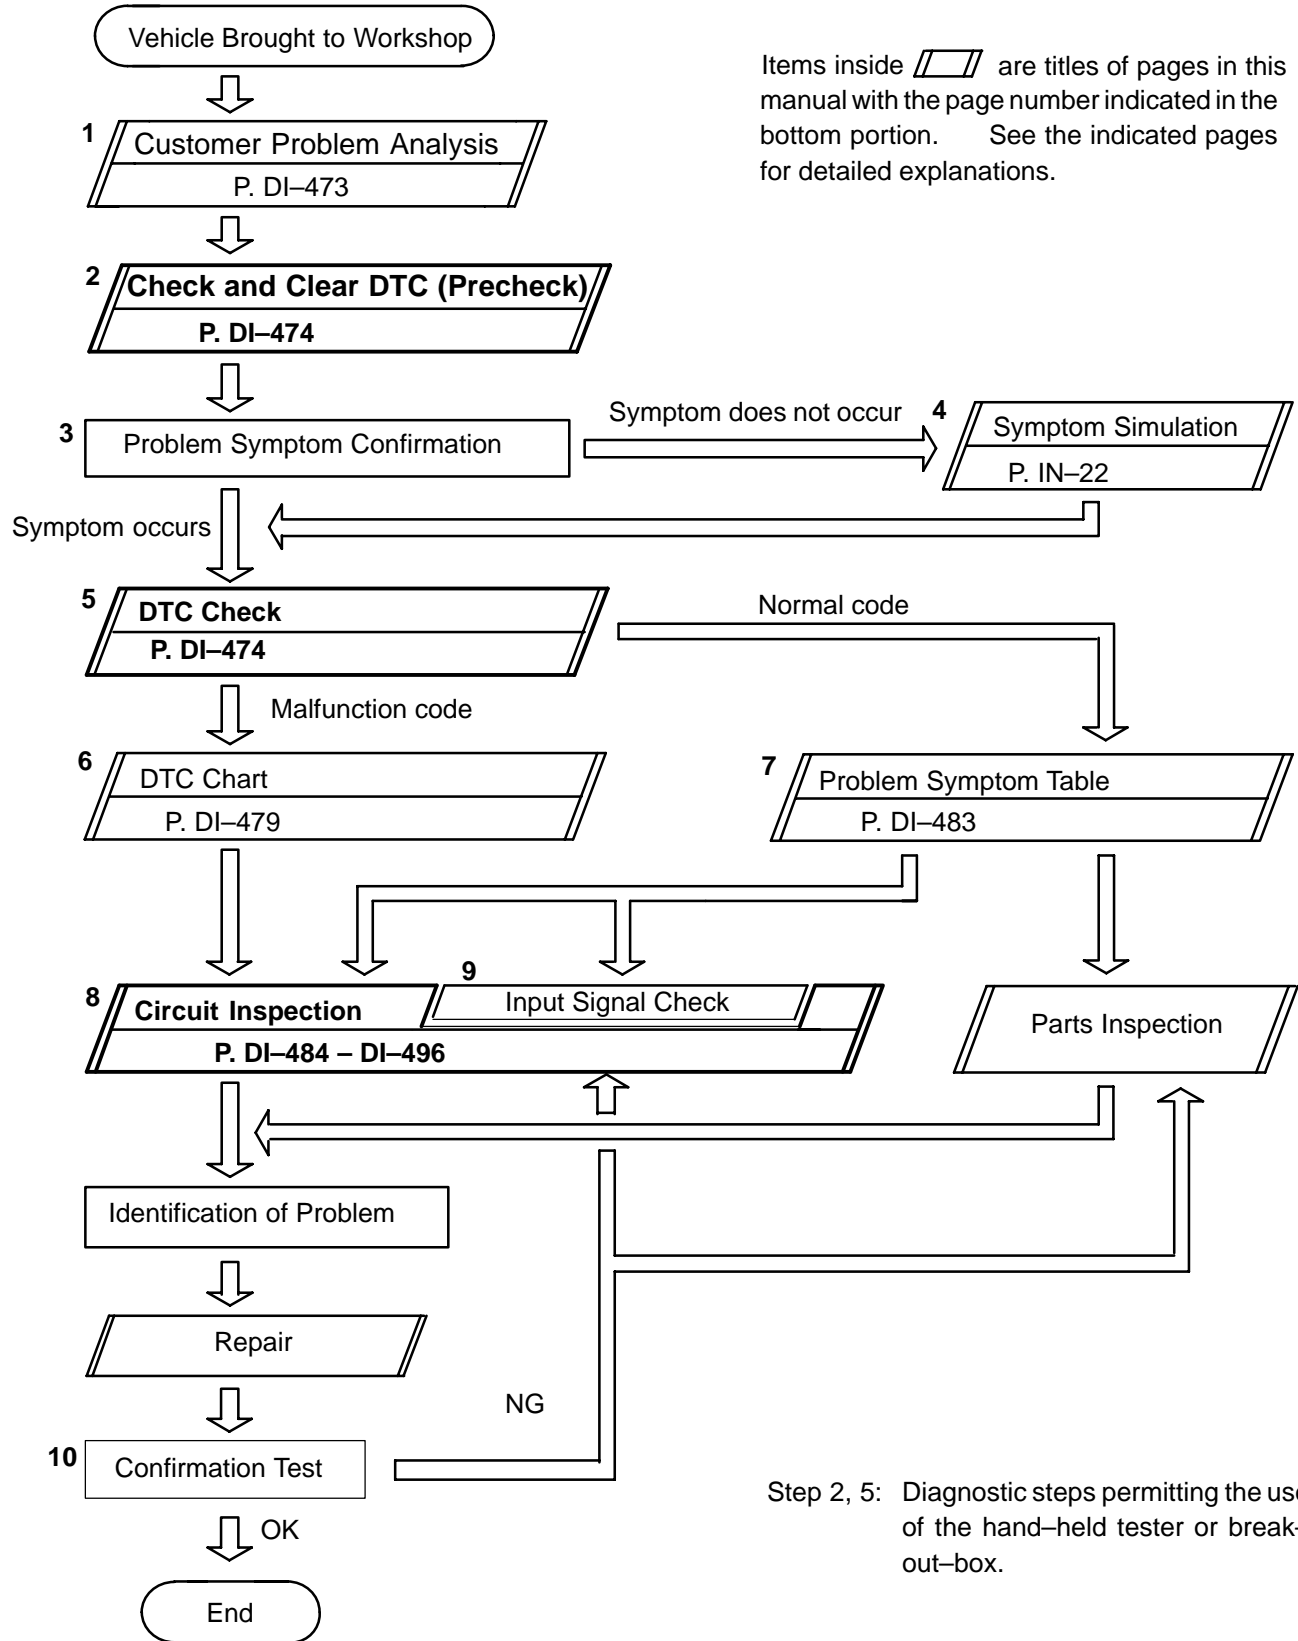 Vehicle Brought to Workshop
Items inside are titles of pages in this
manual with the page number indicated in the
bottom portion. See the indicated pages
for detailed explanations.
1
Customer Problem Analysis
P. DI–473
2
Check and Clear DTC (Precheck)
P. DI–474
3
Problem Symptom Confirmation
Symptom does not occur
4
Symptom Simulation
P. IN–22
Symptom occurs
5
DTC Check
P. DI–474
Normal code
Malfunction code
6
DTC Chart
P. DI–479
7
Problem Symptom Table
P. DI–483
8
Circuit Inspection
9
Input Signal Check
P. DI–484 – DI–496
Parts Inspection
Identification of Problem
Repair
NG
10
Confirmation Test
OK
End
Step 2, 5: Diagnostic steps permitting the use
of the hand–held tester or break–
out–box.